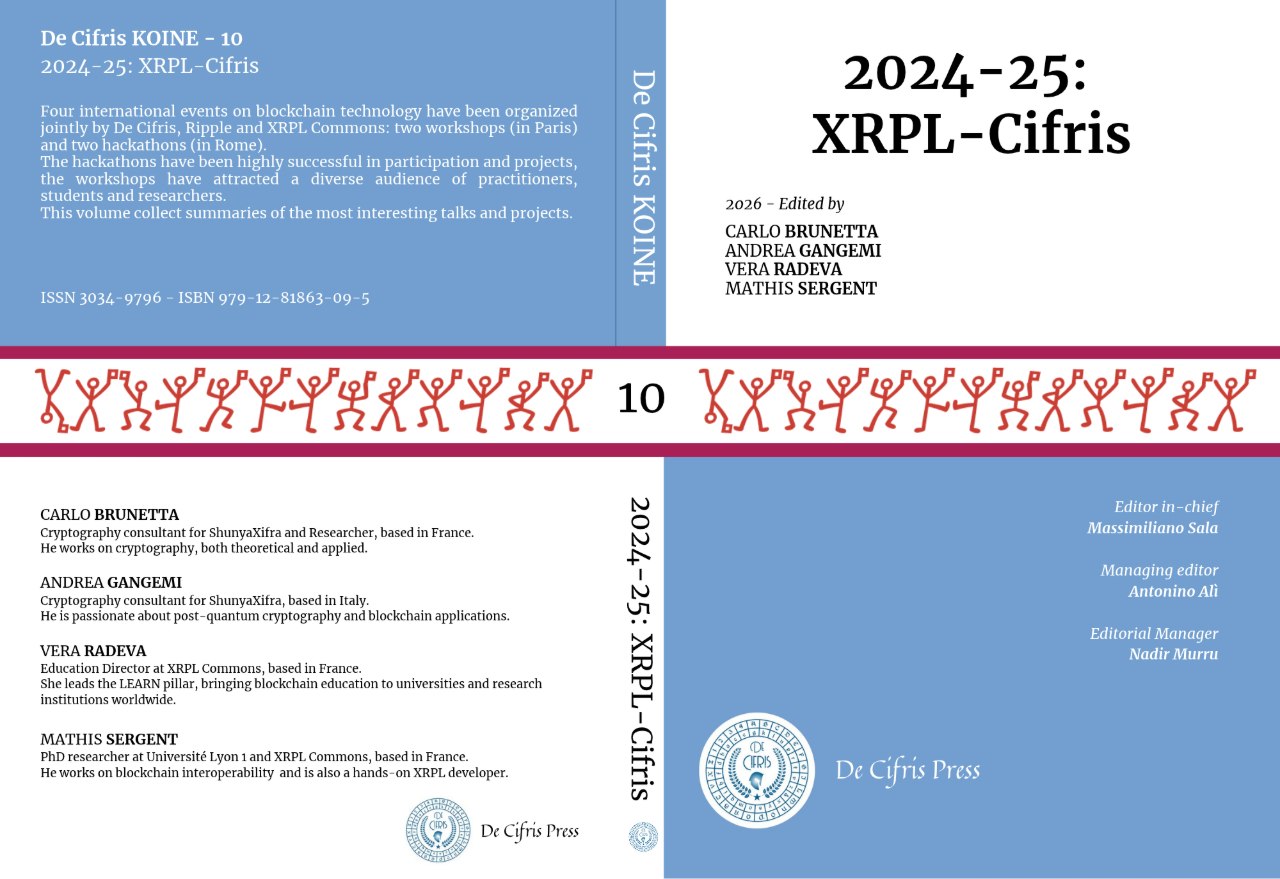 De Cifris KOINE - 10
2024-25: XRPL-Cifris
Four international events on blockchain technology have been organized
jointly by De Cifris, Ripple and XRPL Commons: two workshops (in Paris)
and two hackathons (in Rome).
The hackathons have been highly successful in participation and projects,
the workshops have attracted a diverse audience of practitioners,
students and researchers.
This volume collect summaries of the most interesting talks and projects.
ISSN 3034-9796 - ISBN 979-12-81863-09-5
De Cifris KOINE
2024-25:
XRPL-Cifris
2026 - Edited by
CARLO BRUNETTA
ANDREA GANGEMI
VERA RADEVA
MATHIS SERGENT
10
CARLO BRUNETTA
Cryptography consultant for ShunyaXifra and Researcher, based in France.
He works on cryptography, both theoretical and applied.
ANDREA GANGEMI
Cryptography consultant for ShunyaXifra, based in Italy.
He is passionate about post-quantum cryptography and blockchain applications.
VERA RADEVA
Education Director at XRPL Commons, based in France.
She leads the LEARN pillar, bringing blockchain education to universities and research
institutions worldwide.
MATHIS SERGENT
PhD researcher at Université Lyon 1 and XRPL Commons, based in France.
He works on blockchain interoperability and is also a hands-on XRPL developer.
DE
CIFRIS
De Cifris Press
2024-25: XRPL-Cifris
Editor in-chief
Massimiliano Sala
Managing editor
Antonino Alì
Editorial Manager
Nadir Murru
DE
CIFRIS
De Cifris Press